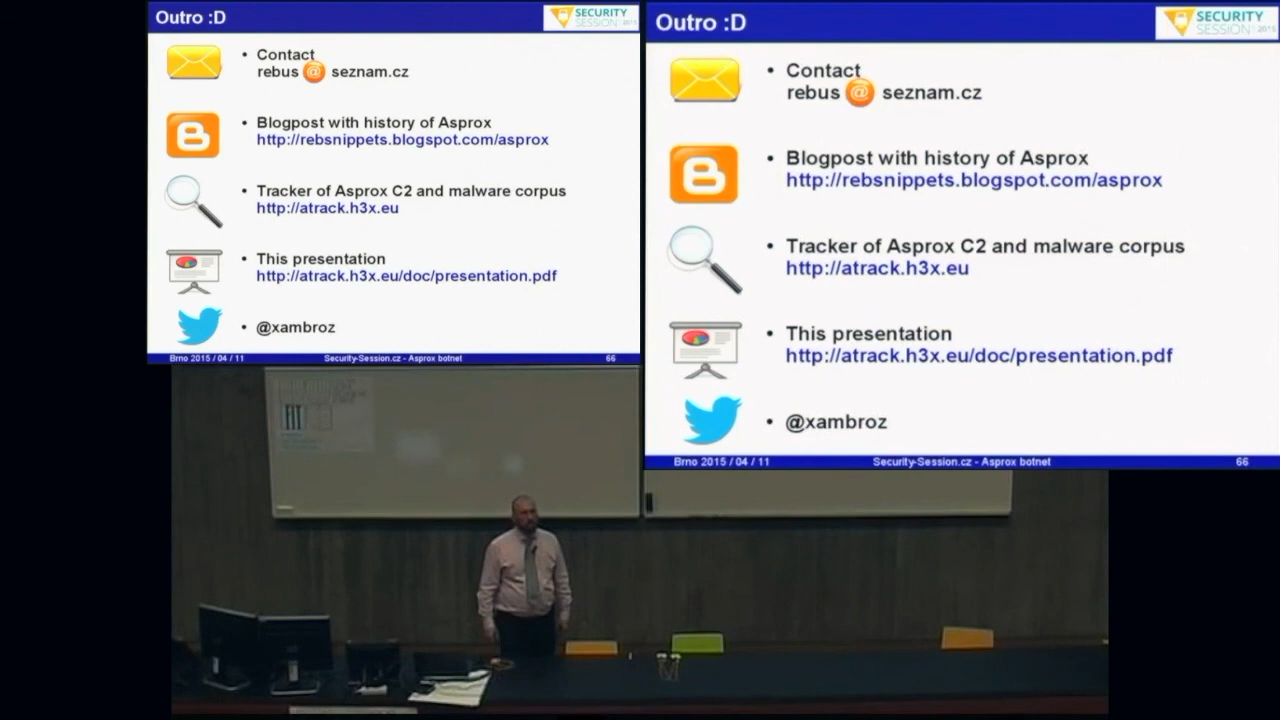 Outro :D
SECURITY
SESSION 2015
Contact
rebus @ seznam.cz
Blogpost with history of Asprox
http://rebsnippets.blogspot.com/asprox
Tracker of Asprox C2 and malware corpus
http://atrack.h3x.eu
This presentation
http://atrack.h3x.eu/doc/presentation.pdf
@xambroz
Brno 2015 / 04 / 11 Security-Session.cz - Asprox botnet 66
Outro :D
SECURITY
SESSION 2015
Contact
rebus @ seznam.cz
Blogpost with history of Asprox
http://rebsnippets.blogspot.com/asprox
Tracker of Asprox C2 and malware corpus
http://atrack.h3x.eu
This presentation
http://atrack.h3x.eu/doc/presentation.pdf
@xambroz
Brno 2015 / 04 / 11 Security-Session.cz - Asprox botnet 66